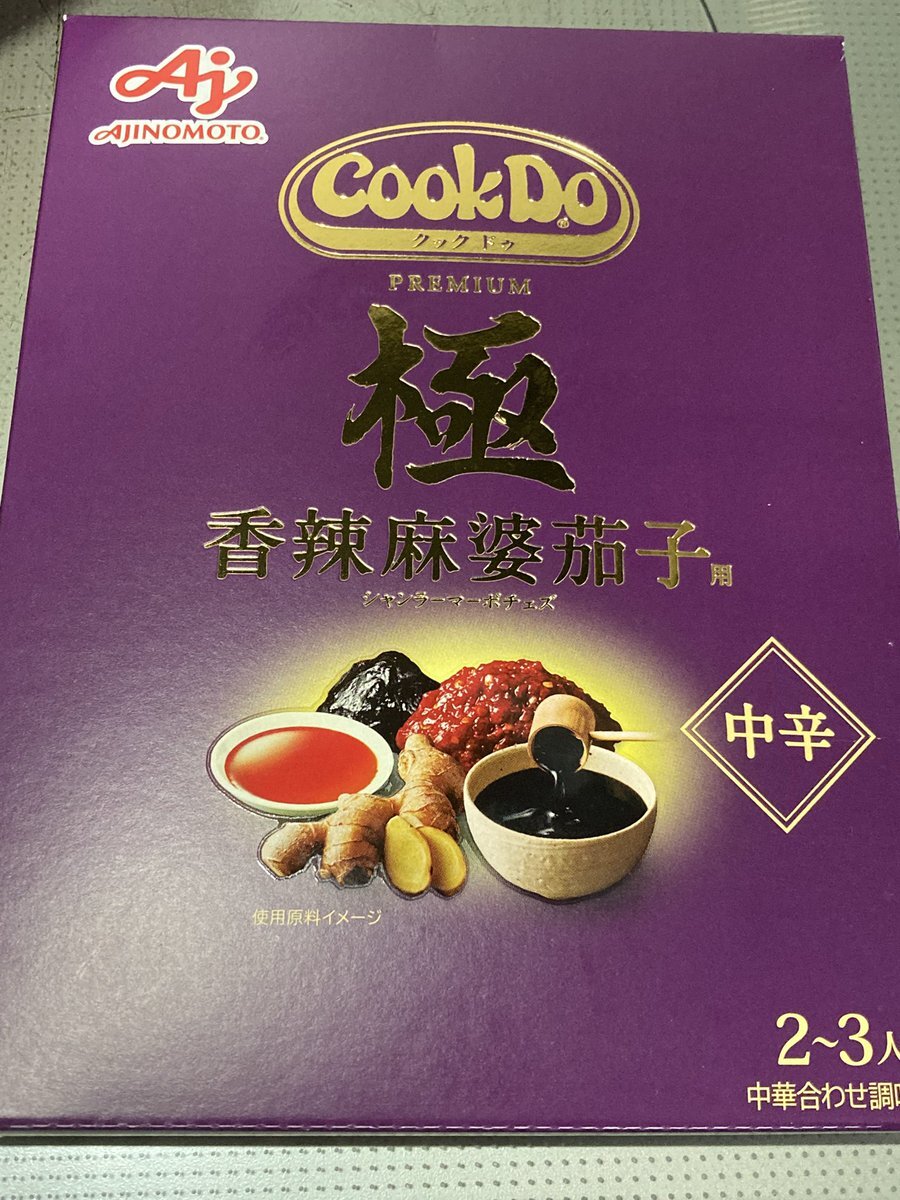 Aj
AJINOMOTO®
CookDo®
クックドゥ
PREMIUM
極
香辣麻婆茄子用
シャンラーマーボチェズ
中辛
使用原料イメージ
2~3人
中華合わせ調味